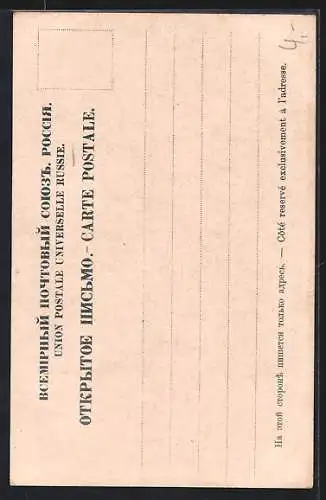 ВСЕМІРНЫЙ ПОЧТОВЫЙ СОЮЗЪ. РОССІЯ.
UNION POSTALE UNIVERSELLE RUSSIE.
ОТКРЫТОЕ ПИСЬМО.–CARTE POSTALE.
На этой сторонѣ пишется только адресъ. — Côté reservé exclusivement à l'adresse.
4.-